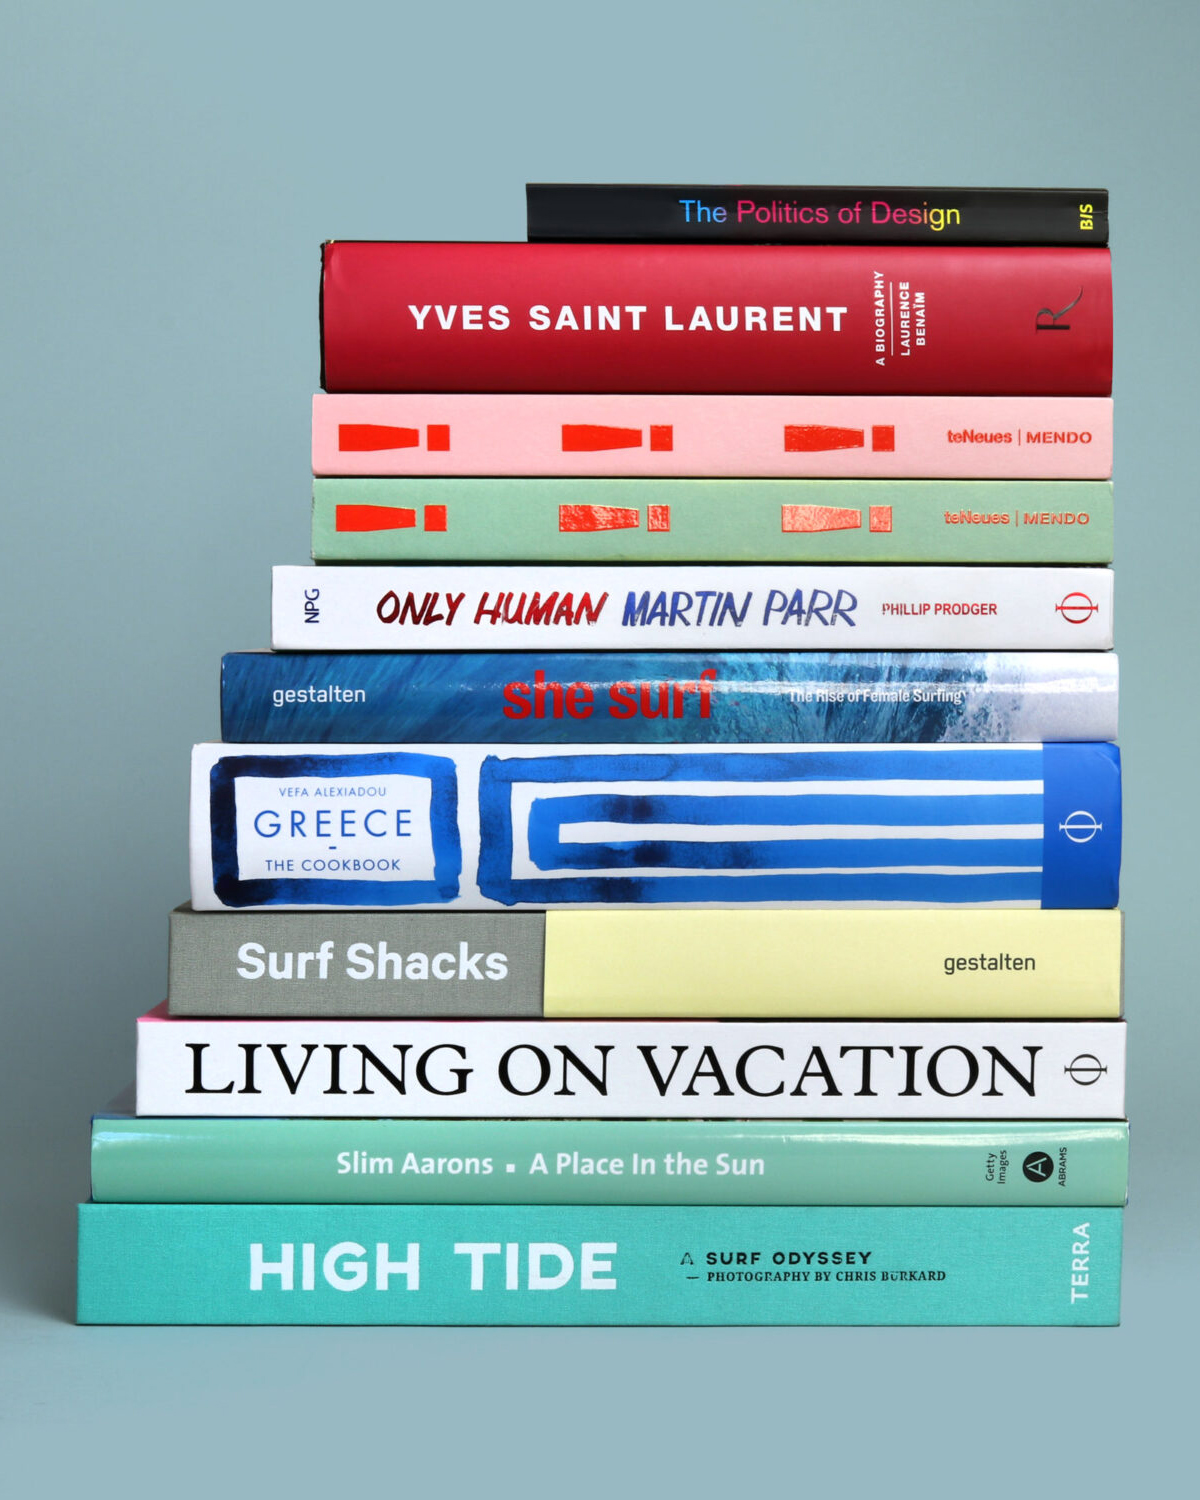 The Politics of Design
BIS
YVES SAINT LAURENT
A BIOGRAPHY
LAURENCE
BENAÏM
R
! ! !
teNeues | MENDO
! ! !
teNeues | MENDO
NPG
ONLY HUMAN MARTIN PARR
PHILLIP PRODGER
gestalten
she surf
The Rise of Female Surfing
VEFA ALEXIADOU
GREECE
-
THE COOKBOOK
Surf Shacks
gestalten
LIVING ON VACATION
Slim Aarons ▪ A Place In the Sun
Getty
Images
A
ABRAMS
HIGH TIDE
A SURF ODYSSEY
— PHOTOGRAPHY BY CHRIS BURKARD
TERRA